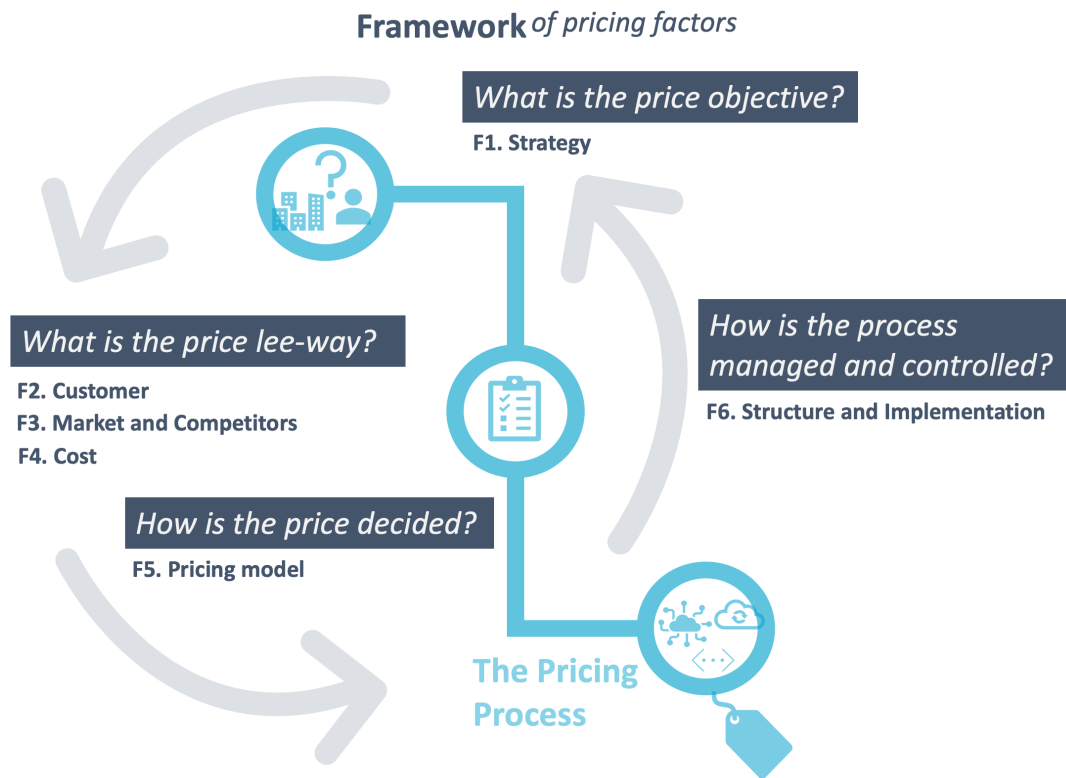 Framework of pricing factors
What is the price objective?
F1. Strategy
What is the price lee-way?
F2. Customer
F3. Market and Competitors
F4. Cost
How is the price decided?
F5. Pricing model
How is the process
managed and controlled?
F6. Structure and Implementation
The Pricing
Process